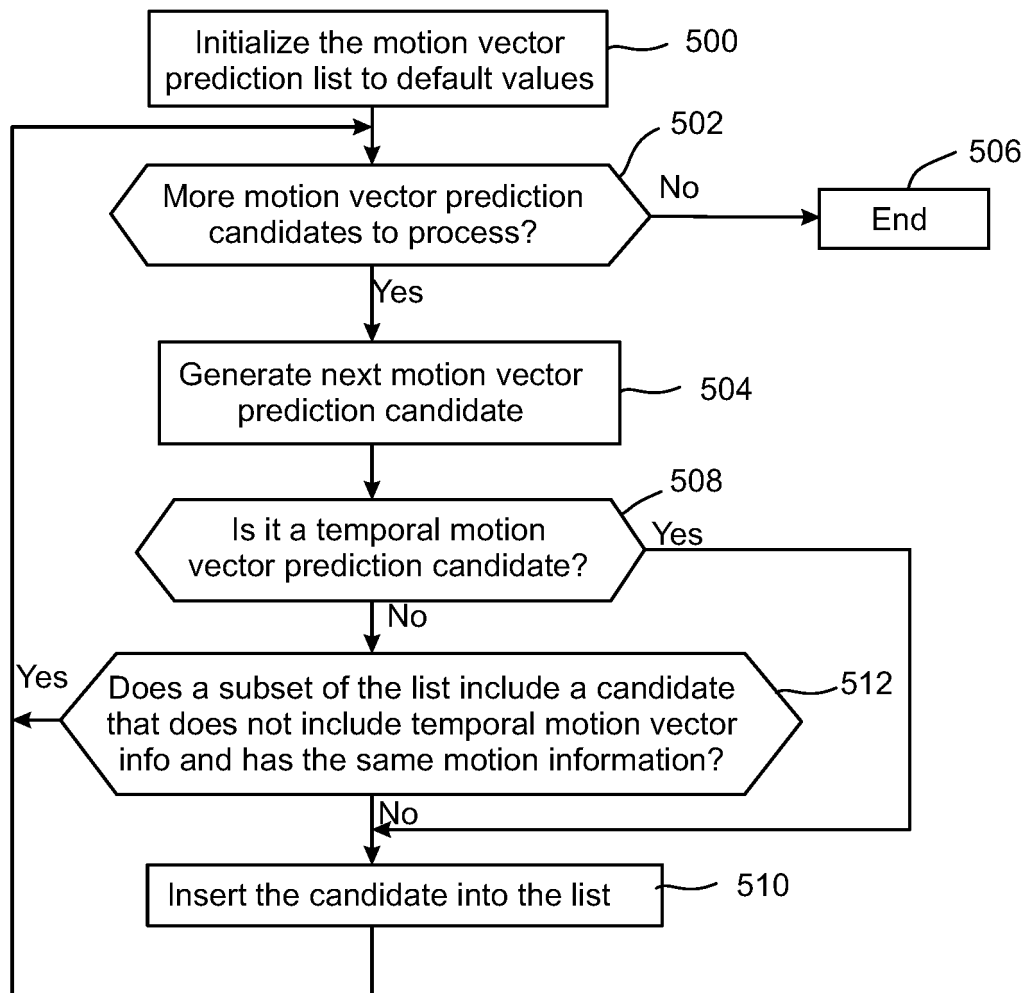 Initialize the motion vector
prediction list to default values
500
502
506
More motion vector prediction
candidates to process?
No
End
Yes
Generate next motion vector
prediction candidate
504
508
Is it a temporal motion
vector prediction candidate?
Yes
No
Yes
Does a subset of the list include a candidate
that does not include temporal motion vector
info and has the same motion information?
512
No
Insert the candidate into the list
510